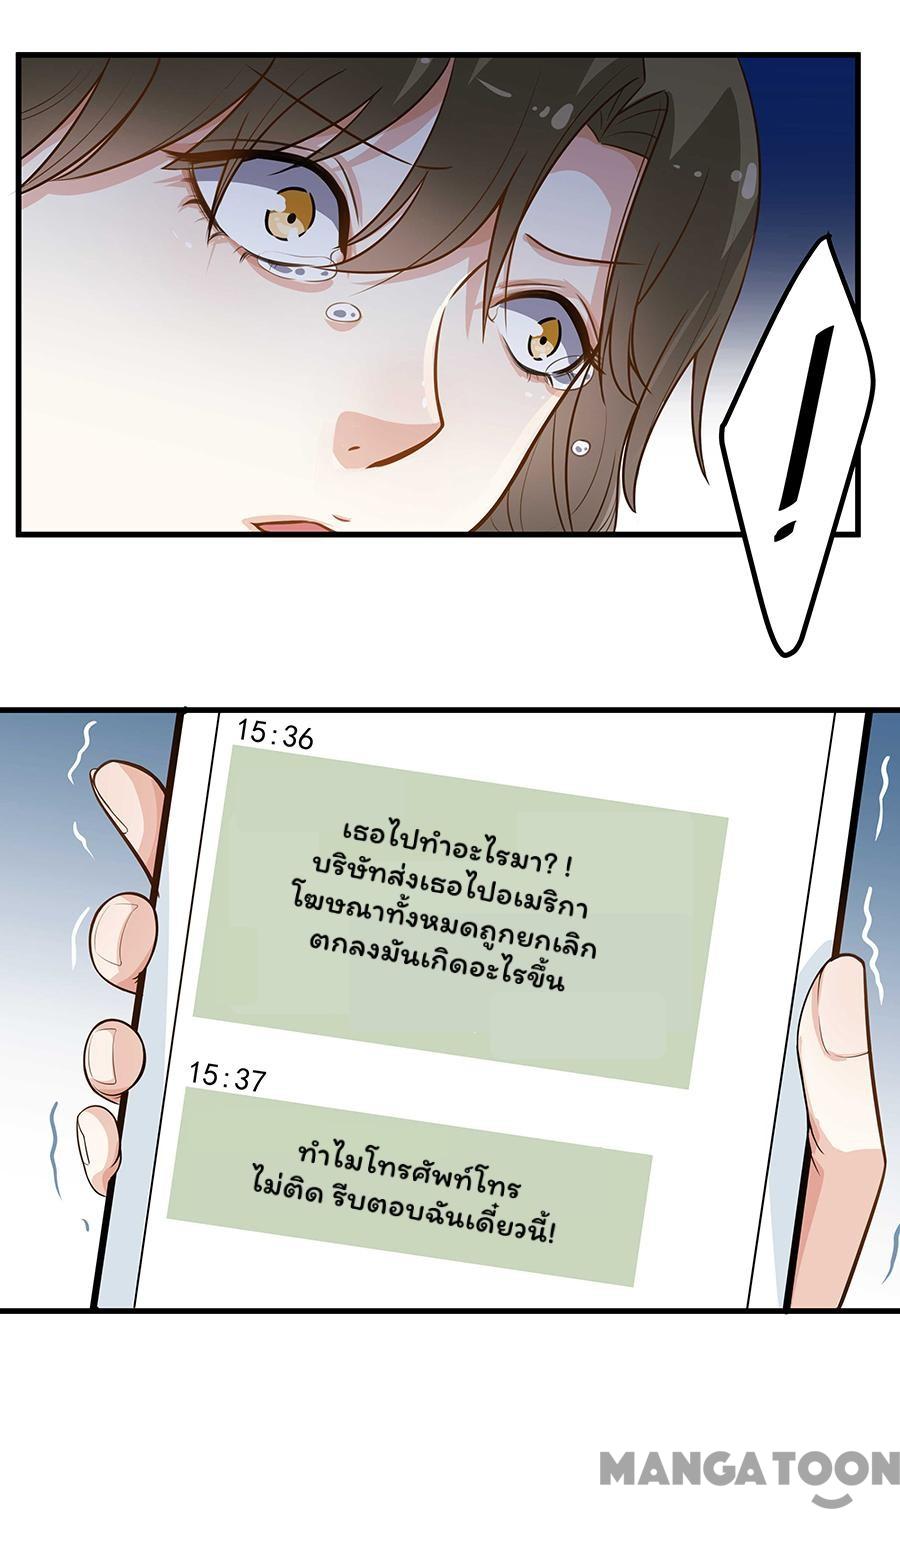 !
15:36
เธอไปทำอะไรมา?!
บริษัทส่งเธอไปอเมริกา
โฆษณาทั้งหมดถูกยกเลิก
ตกลงมันเกิดอะไรขึ้น
15:37
ทำไมโทรศัพท์โทร
ไม่ติด รีบตอบฉันเดี๋ยวนี้!
MANGATOON